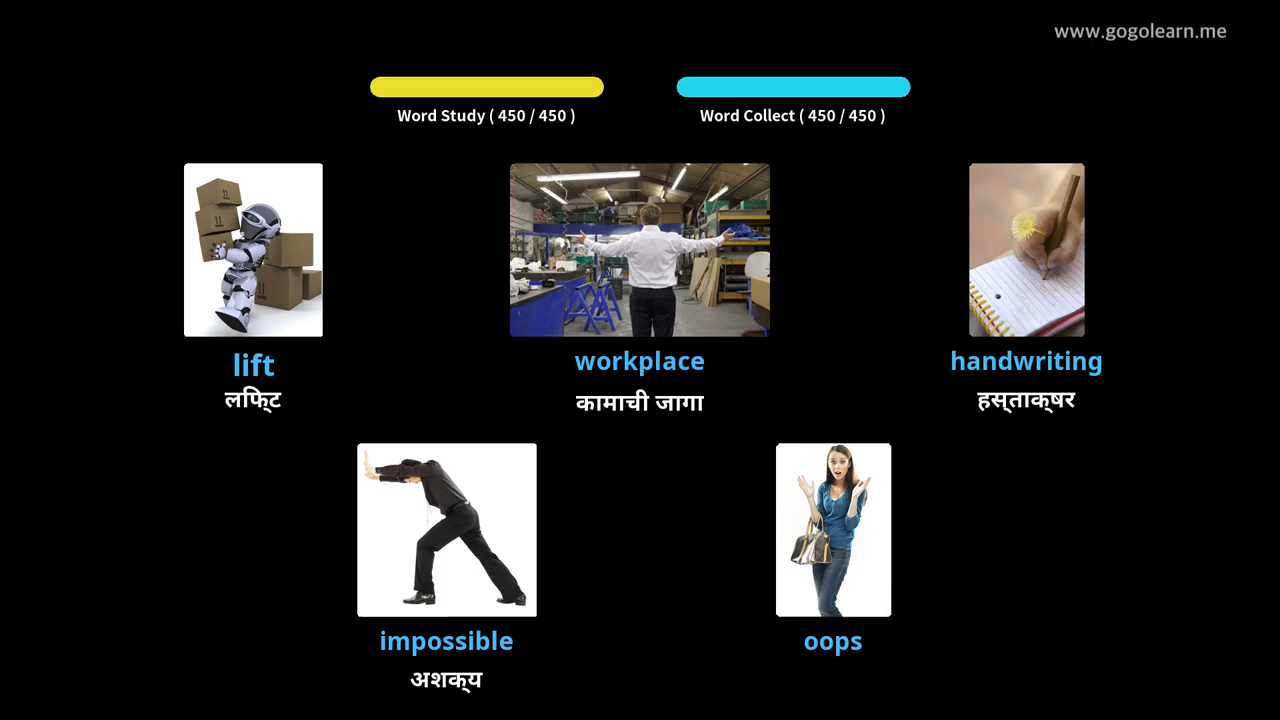 www.gogolearn.me
Word Study ( 450 / 450 )
Word Collect ( 450 / 450 )
lift
लफि्ट
workplace
कामाची जागा
handwriting
हस्ताक्षर
impossible
अशक्य
oops